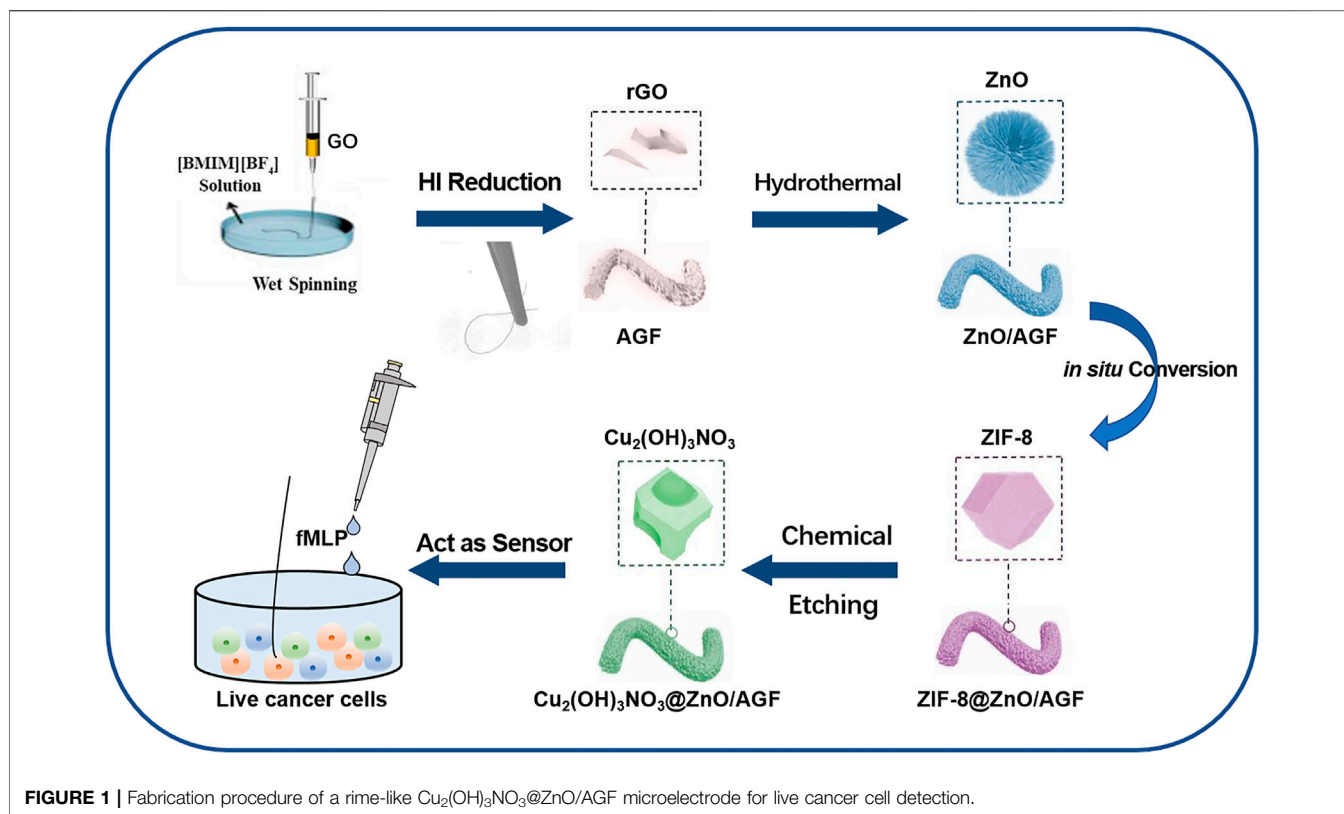 GO
[BMIM][BF₄]
Solution
Wet Spinning
HI Reduction
rGO
AGF
Hydrothermal
ZnO
ZnO/AGF
in situ Conversion
ZIF-8
ZIF-8@ZnO/AGF
Chemical
Etching
Cu₂(OH)₃NO₃
Cu₂(OH)₃NO₃@ZnO/AGF
Act as Sensor
fMLP
Live cancer cells
FIGURE 1 | Fabrication procedure of a rime-like Cu₂(OH)₃NO₃@ZnO/AGF microelectrode for live cancer cell detection.